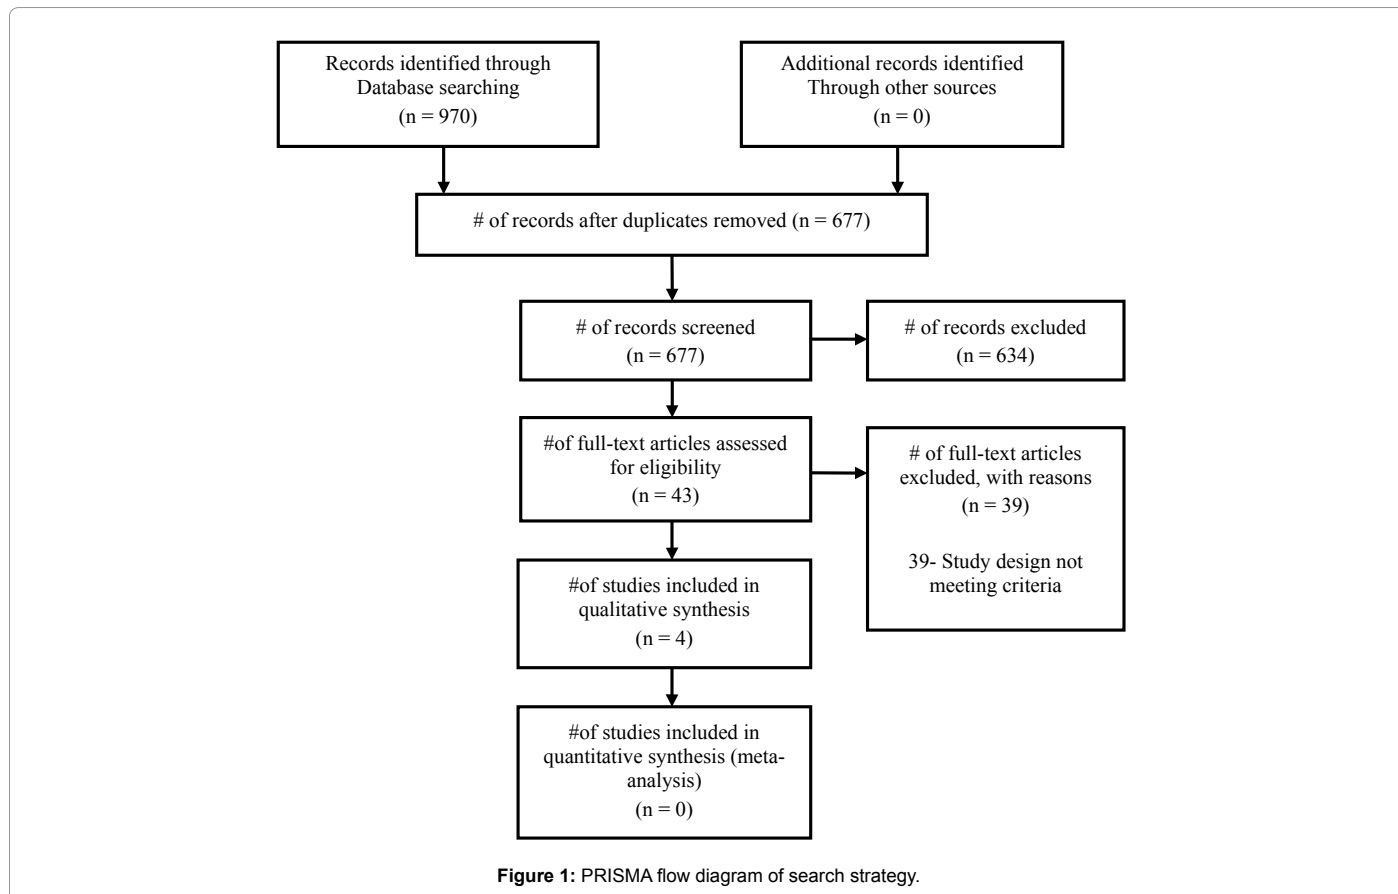 Records identified through
Database searching
(n = 970)
Additional records identified
Through other sources
(n = 0)
# of records after duplicates removed (n = 677)
# of records screened
(n = 677)
# of records excluded
(n = 634)
#of full-text articles assessed
for eligibility
(n = 43)
# of full-text articles
excluded, with reasons
(n = 39)
39- Study design not
meeting criteria
#of studies included in
qualitative synthesis
(n = 4)
#of studies included in
quantitative synthesis (meta-
analysis)
(n = 0)
Figure 1: PRISMA flow diagram of search strategy.